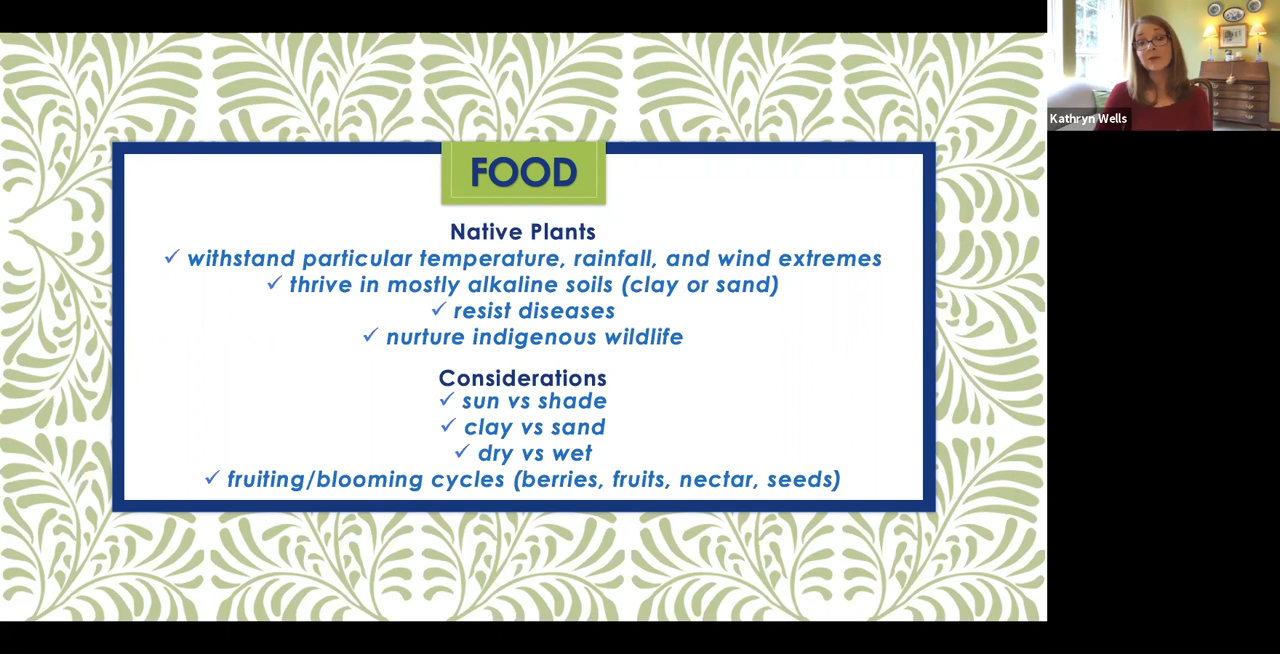 FOOD
Native Plants
✓ withstand particular temperature, rainfall, and wind extremes
✓ thrive in mostly alkaline soils (clay or sand)
✓ resist diseases
✓ nurture indigenous wildlife
Considerations
✓ sun vs shade
✓ clay vs sand
✓ dry vs wet
✓ fruiting/blooming cycles (berries, fruits, nectar, seeds)
Kathryn Wells